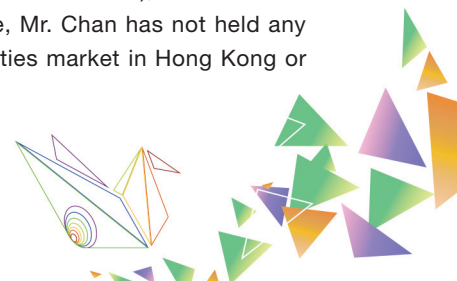 e, Mr. Chan has not held any
ties market in Hong Kong or